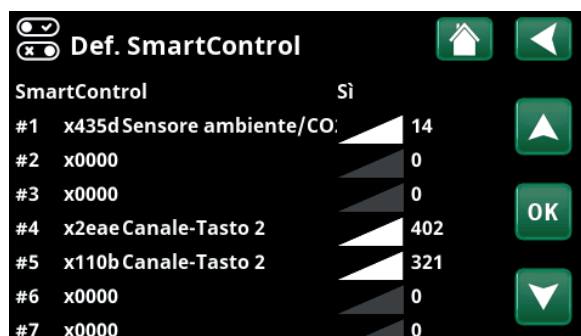 Def. SmartControl
SmartControl Sì
#1 x435d Sensore ambiente/CO2 14
#2 x0000 0
#3 x0000 0
OK
#4 x2eae Canale-Tasto 2 402
#5 x110b Canale-Tasto 2 321
#6 x0000 0
#7 x0000 0